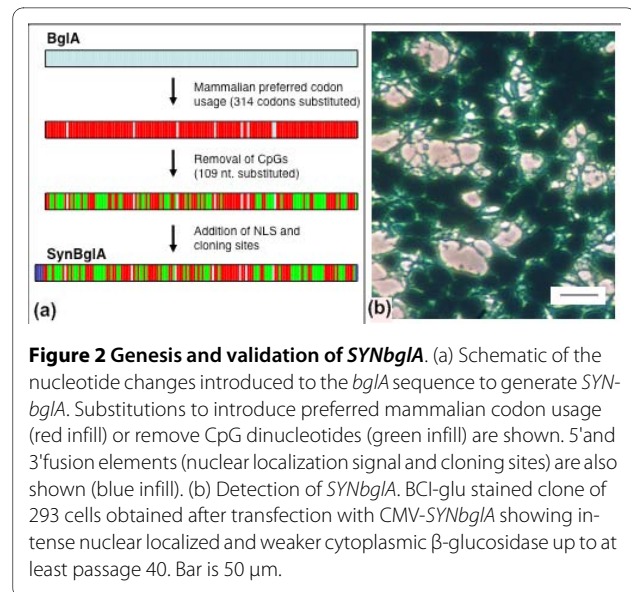 BglA
Mammalian preferred codon
usage (314 codons substituted)
Removal of CpGs
(109 nt. substituted)
Addition of NLS and
cloning sites
SynBglA
(a)
(b)
Figure 2 Genesis and validation of SYNbglA. (a) Schematic of the
nucleotide changes introduced to the bglA sequence to generate SYN-
bglA. Substitutions to introduce preferred mammalian codon usage
(red infill) or remove CpG dinucleotides (green infill) are shown. 5'and
3'fusion elements (nuclear localization signal and cloning sites) are also
shown (blue infill). (b) Detection of SYNbglA. BCI-glu stained clone of
293 cells obtained after transfection with CMV-SYNbglA showing in-
tense nuclear localized and weaker cytoplasmic β-glucosidase up to at
least passage 40. Bar is 50 μm.